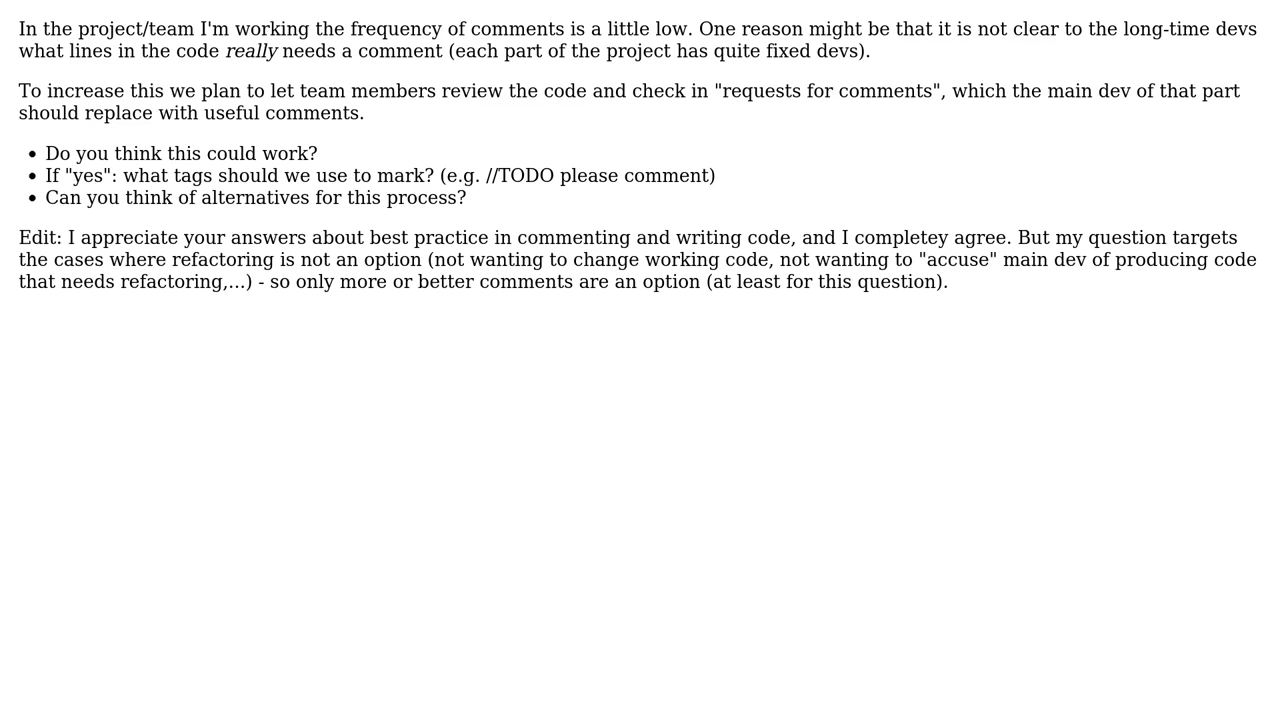 In the project/team I'm working the frequency of comments is a little low. One reason might be that it is not clear to the long-time devs
what lines in the code really needs a comment (each part of the project has quite fixed devs).
To increase this we plan to let team members review the code and check in "requests for comments", which the main dev of that part
should replace with useful comments.
• Do you think this could work?
• If "yes": what tags should we use to mark? (e.g. //TODO please comment)
• Can you think of alternatives for this process?
Edit: I appreciate your answers about best practice in commenting and writing code, and I completey agree. But my question targets
the cases where refactoring is not an option (not wanting to change working code, not wanting to "accuse" main dev of producing code
that needs refactoring,...) - so only more or better comments are an option (at least for this question).